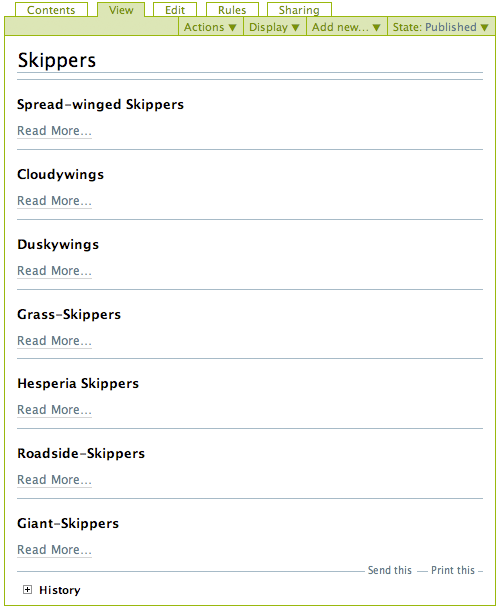 Contents View Edit Rules Sharing
Actions ▼ Display ▼ Add new... ▼ State: Published ▼
Skippers
Spread-winged Skippers
Read More...
Cloudywings
Read More...
Duskywings
Read More...
Grass-Skippers
Read More...
Hesperia Skippers
Read More...
Roadside-Skippers
Read More...
Giant-Skippers
Read More...
Send this — Print this –
History